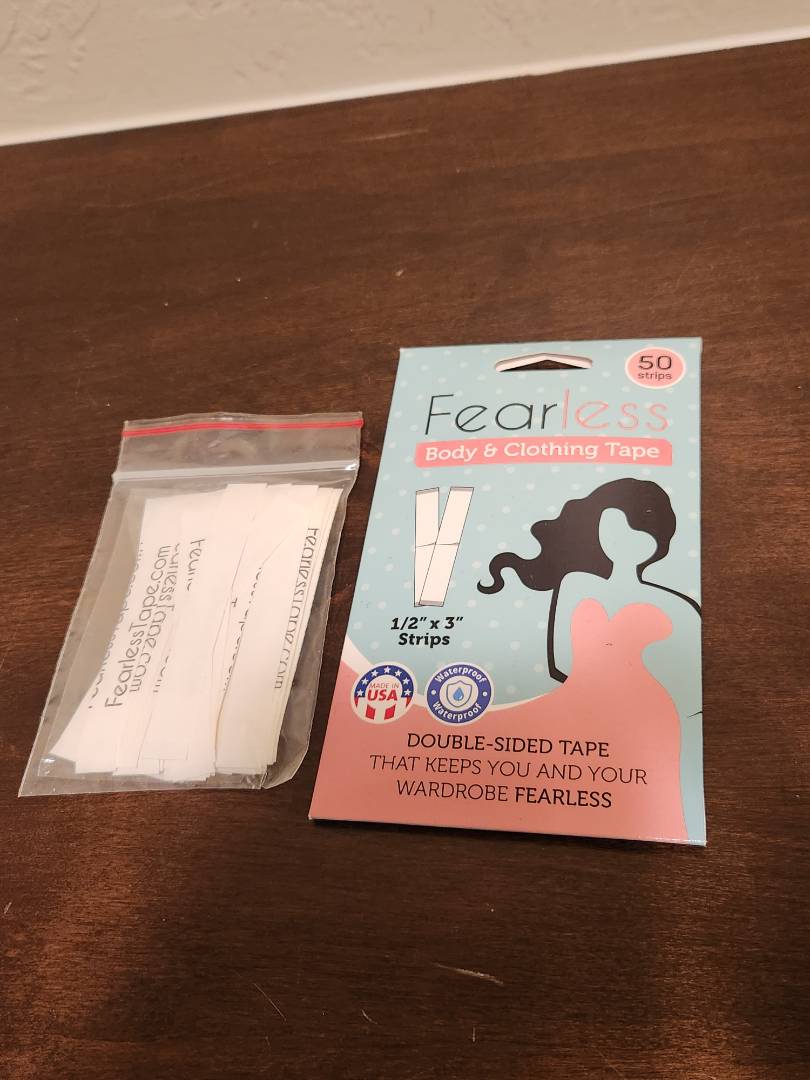 50
strips
Fearless
Body & Clothing Tape
1/2" x 3"
Strips
MADE IN
USA
Waterproof
Waterproof
DOUBLE-SIDED TAPE
THAT KEEPS YOU AND YOUR
WARDROBE FEARLESS
FearlessTape.com
FearlessTape.com